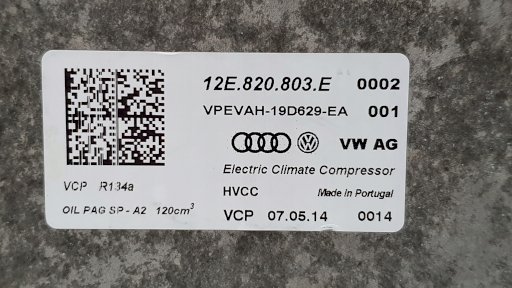 12E.820.803.E 0002
VPEVAH-19D629-EA 001
VW AG
Electric Climate Compressor
VCP R134a HVCC Made in Portugal
OIL PAG SP - A2 120cm³ VCP 07.05.14 0014